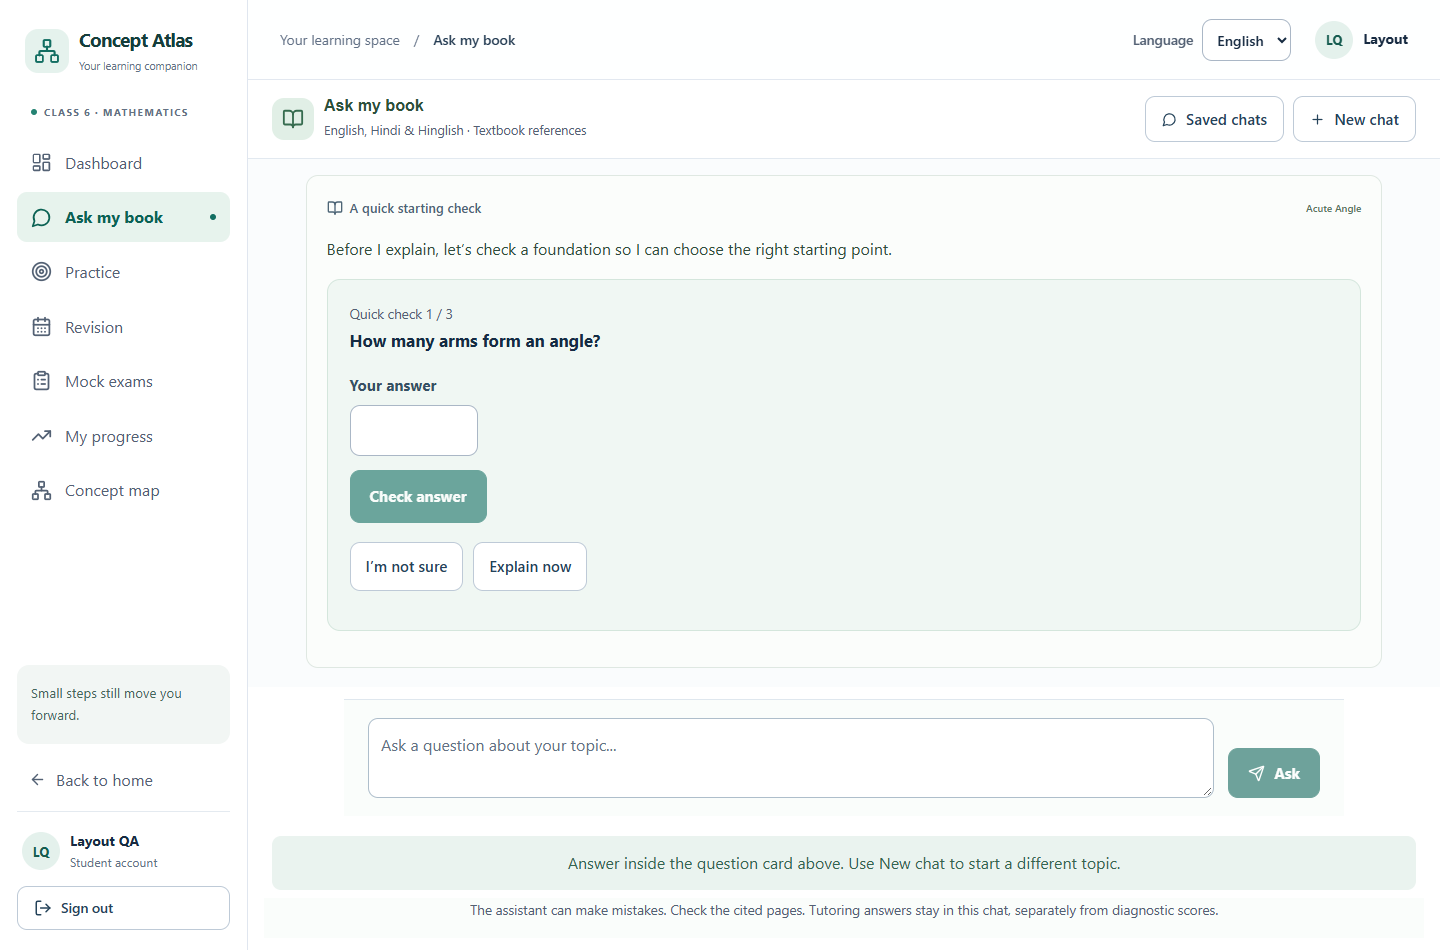 Concept Atlas
Your learning companion
CLASS 6 · MATHEMATICS
Dashboard
Ask my book
Practice
Revision
Mock exams
My progress
Concept map
Small steps still move you
forward.
Back to home
LQ
Layout QA
Student account
Sign out
Your learning space / Ask my book
Language
English
LQ
Layout
Ask my book
English, Hindi & Hinglish · Textbook references
Saved chats
New chat
A quick starting check
Acute Angle
Before I explain, let’s check a foundation so I can choose the right starting point.
Quick check 1 / 3
How many arms form an angle?
Your answer
Check answer
I’m not sure
Explain now
Ask a question about your topic...
Ask
Answer inside the question card above. Use New chat to start a different topic.
The assistant can make mistakes. Check the cited pages. Tutoring answers stay in this chat, separately from diagnostic scores.